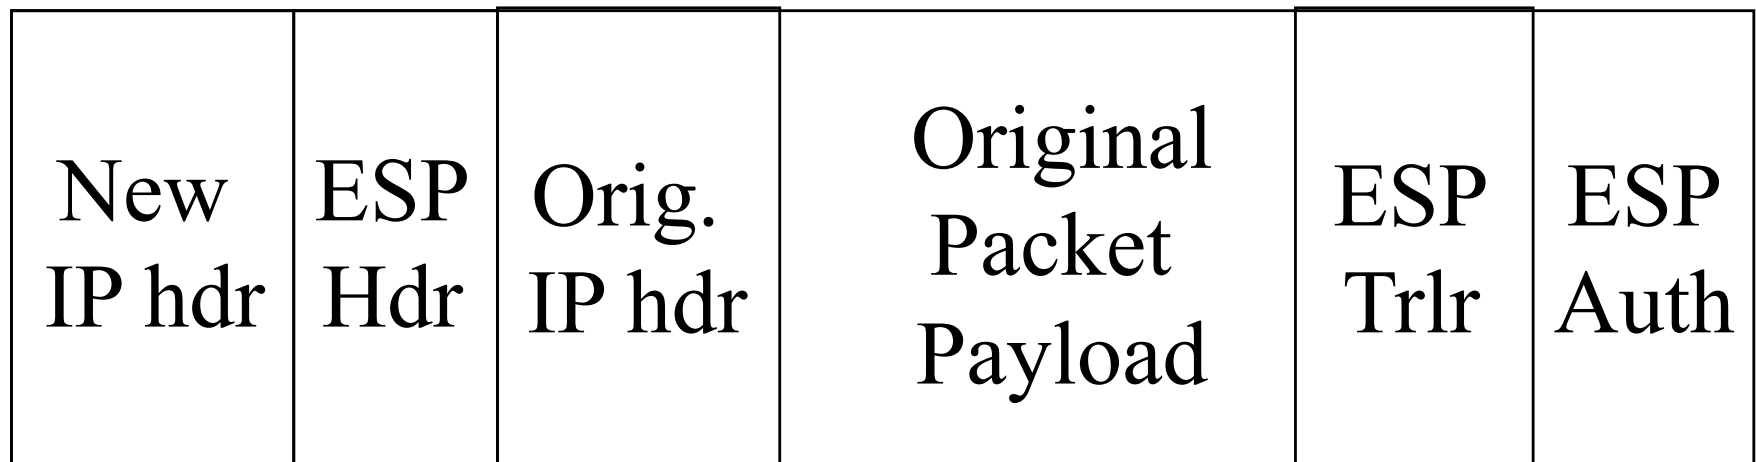 New
IP hdr
ESP
Hdr
Orig.
IP hdr
Original
Packet
Payload
ESP
Trlr
ESP
Auth